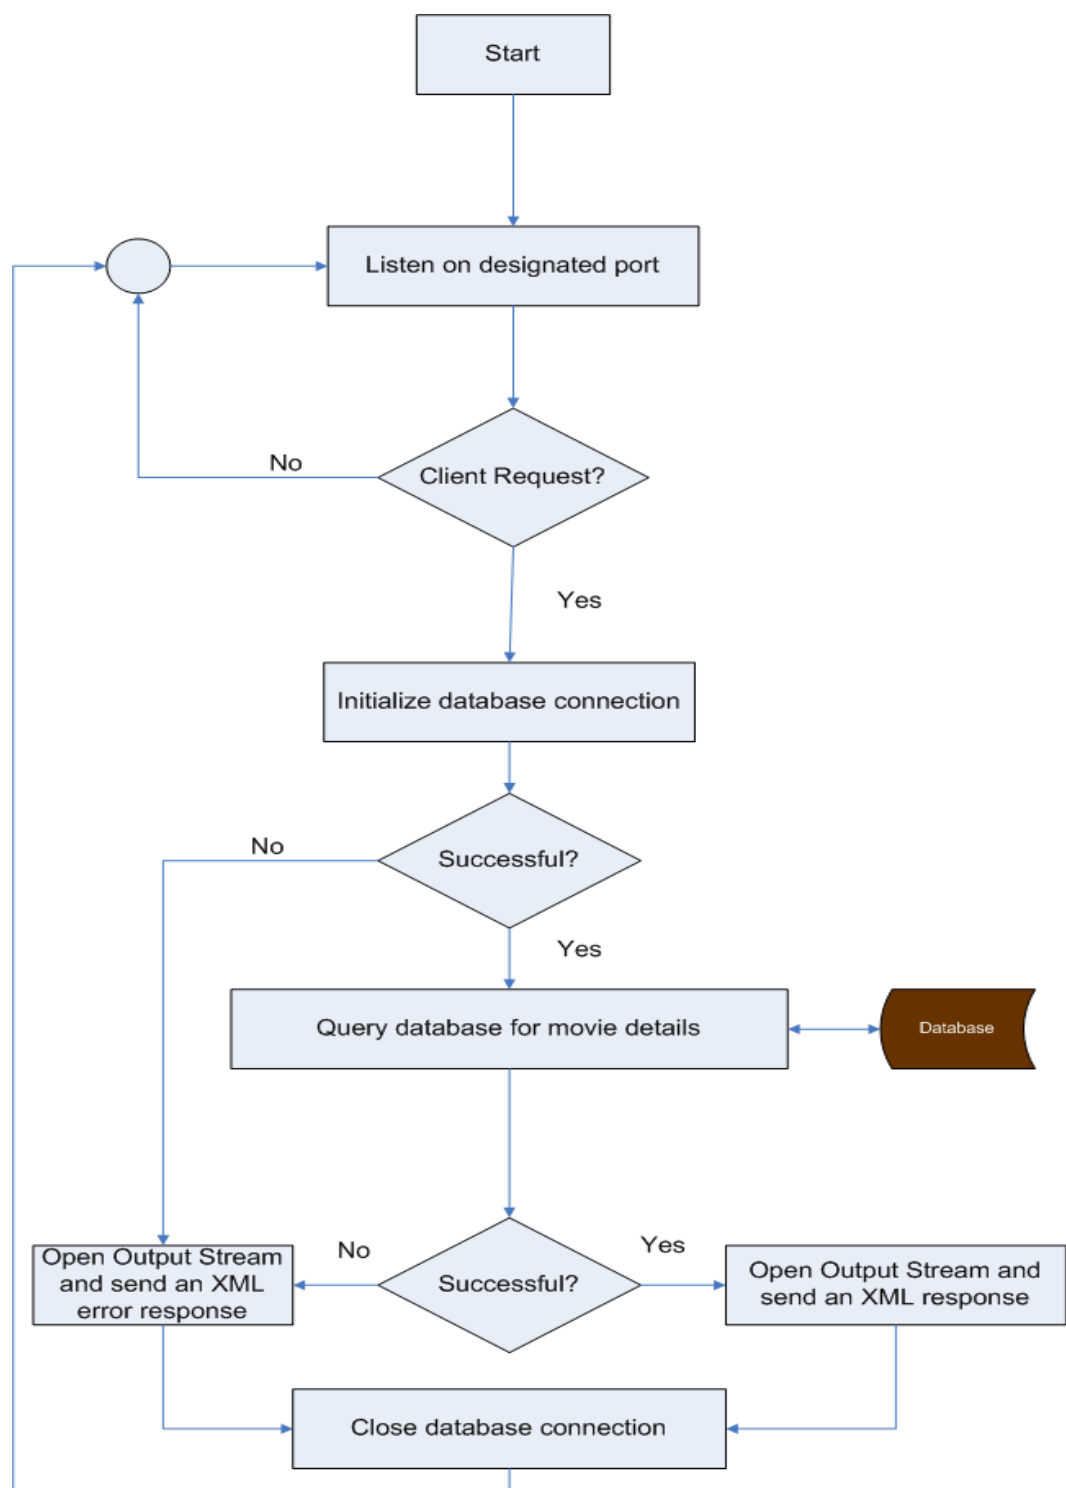 Start
Listen on designated port
No
Client Request?
Yes
Initialize database connection
No
Successful?
Yes
Query database for movie details
Database
Open Output Stream
and send an XML
error response
No
Successful?
Yes
Open Output Stream and
send an XML response
Close database connection